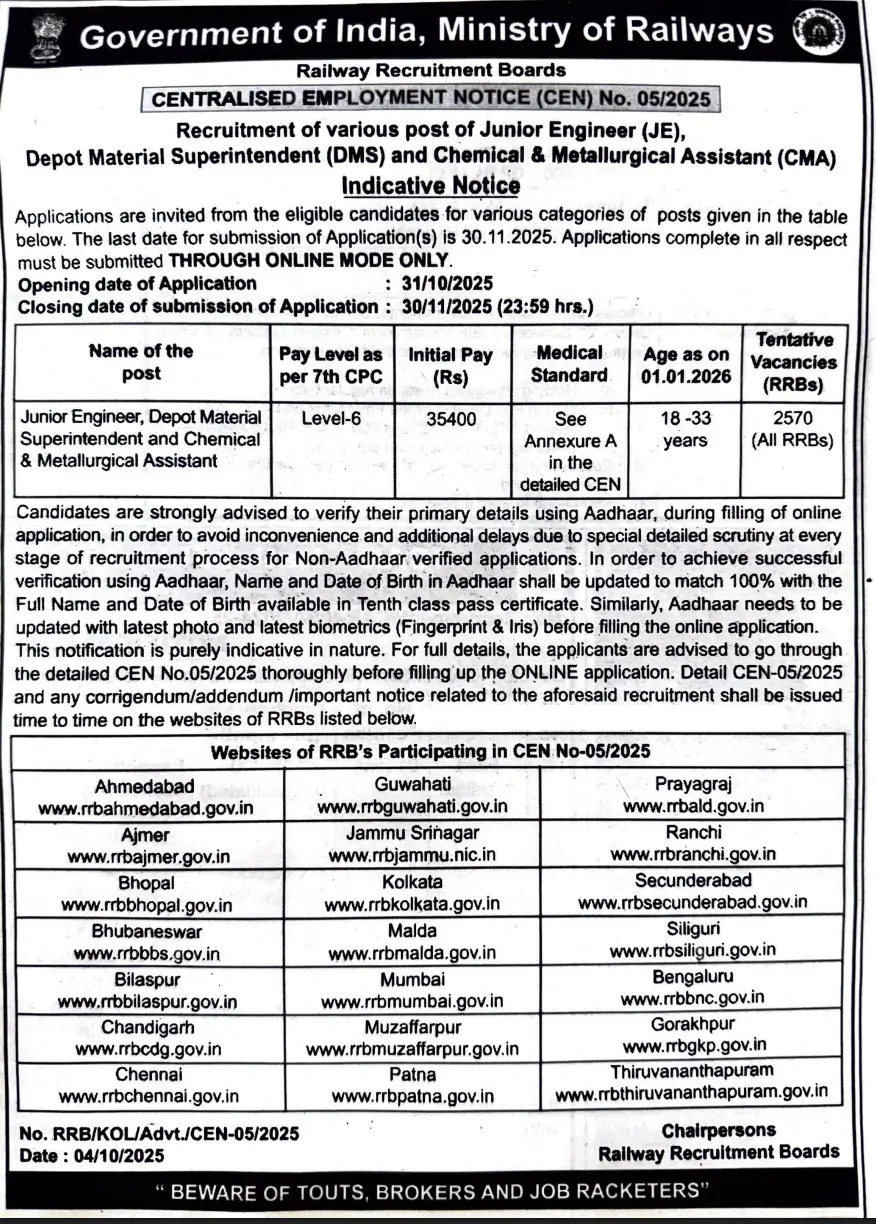 Government of India, Ministry of Railways
Railway Recruitment Boards
CENTRALISED EMPLOYMENT NOTICE (CEN) No. 05/2025
Recruitment of various post of Junior Engineer (JE),
Depot Material Superintendent (DMS) and Chemical & Metallurgical Assistant (CMA)
Indicative Notice
Applications are invited from the eligible candidates for various categories of posts given in the table
below. The last date for submission of Application(s) is 30.11.2025. Applications complete in all respect
must be submitted THROUGH ONLINE MODE ONLY.
Opening date of Application : 31/10/2025
Closing date of submission of Application : 30/11/2025 (23:59 hrs.)
Name of the post | Pay Level as per 7th CPC | Initial Pay (Rs) | Medical Standard | Age as on 01.01.2026 | Tentative Vacancies (RRBs)
Junior Engineer, Depot Material Superintendent and Chemical & Metallurgical Assistant | Level-6 | 35400 | See Annexure A in the detailed CEN | 18 -33 years | 2570 (All RRBs)
Candidates are strongly advised to verify their primary details using Aadhaar, during filling of online
application, in order to avoid inconvenience and additional delays due to special detailed scrutiny at every
stage of recruitment process for Non-Aadhaar verified applications. In order to achieve successful
verification using Aadhaar, Name and Date of Birth in Aadhaar shall be updated to match 100% with the
Full Name and Date of Birth available in Tenth class pass certificate. Similarly, Aadhaar needs to be
updated with latest photo and latest biometrics (Fingerprint & Iris) before filling the online application.
This notification is purely indicative in nature. For full details, the applicants are advised to go through
the detailed CEN No.05/2025 thoroughly before filling up the ONLINE application. Detail CEN-05/2025
and any corrigendum/addendum /important notice related to the aforesaid recruitment shall be issued
time to time on the websites of RRBs listed below.
Websites of RRB's Participating in CEN No-05/2025
Ahmedabad | Guwahati | Prayagraj
www.rrbahmedabad.gov.in | www.rrbguwahati.gov.in | www.rrbald.gov.in
Ajmer | Jammu Srinagar | Ranchi
www.rrbajmer.gov.in | www.rrbjammu.nic.in | www.rrbranchi.gov.in
Bhopal | Kolkata | Secunderabad
www.rrbbhopal.gov.in | www.rrbkolkata.gov.in | www.rrbsecunderabad.gov.in
Bhubaneswar | Malda | Siliguri
www.rrbbbs.gov.in | www.rrbmalda.gov.in | www.rrbsiliguri.gov.in
Bilaspur | Mumbai | Bengaluru
www.rrbbilaspur.gov.in | www.rrbmumbai.gov.in | www.rrbbnc.gov.in
Chandigarh | Muzaffarpur | Gorakhpur
www.rrbcdg.gov.in | www.rrbmuzaffarpur.gov.in | www.rrbgkp.gov.in
Chennai | Patna | Thiruvananthapuram
www.rrbchennai.gov.in | www.rrbpatna.gov.in | www.rrbthiruvananthapuram.gov.in
No. RRB/KOL/Advt./CEN-05/2025
Date : 04/10/2025
Chairpersons
Railway Recruitment Boards
“ BEWARE OF TOUTS, BROKERS AND JOB RACKETERS”